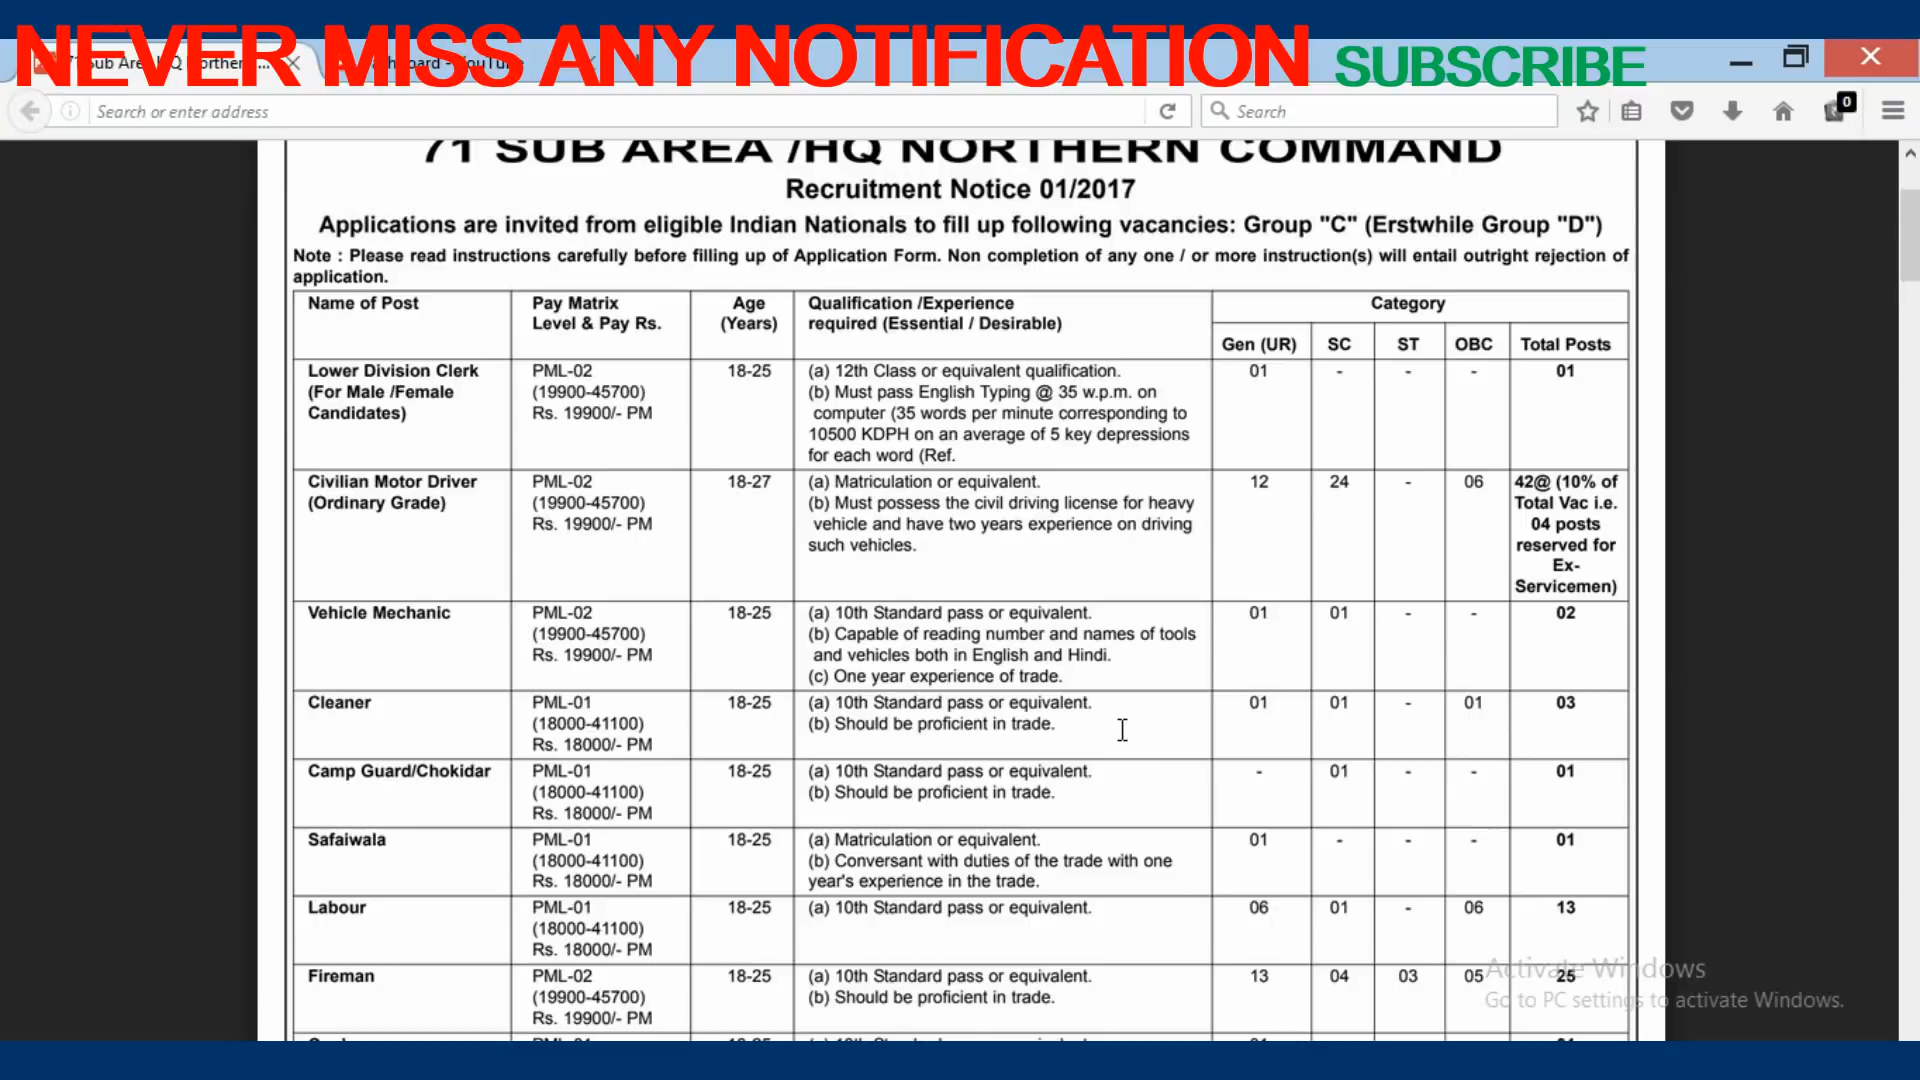 NEVER MISS ANY NOTIFICATION SUBSCRIBE
Search or enter address
Search
0
71 SUB AREA /HQ NORTHERN COMMAND
Recruitment Notice 01/2017
Applications are invited from eligible Indian Nationals to fill up following vacancies: Group "C" (Erstwhile Group "D")
Note : Please read instructions carefully before filling up of Application Form. Non completion of any one / or more instruction(s) will entail outright rejection of
application.
Name of Post
Pay Matrix
Level & Pay Rs.
Age
(Years)
Qualification /Experience
required (Essential / Desirable)
Category
Gen (UR) SC ST OBC Total Posts
Lower Division Clerk
(For Male /Female
Candidates)
PML-02
(19900-45700)
Rs. 19900/- PM
18-25
(a) 12th Class or equivalent qualification.
(b) Must pass English Typing @ 35 w.p.m. on
computer (35 words per minute corresponding to
10500 KDPH on an average of 5 key depressions
for each word (Ref.
01 - - - 01
Civilian Motor Driver
(Ordinary Grade)
PML-02
(19900-45700)
Rs. 19900/- PM
18-27
(a) Matriculation or equivalent.
(b) Must possess the civil driving license for heavy
vehicle and have two years experience on driving
such vehicles.
12 24 - 06
42@ (10% of
Total Vac i.e.
04 posts
reserved for
Ex-
Servicemen)
Vehicle Mechanic
PML-02
(19900-45700)
Rs. 19900/- PM
18-25
(a) 10th Standard pass or equivalent.
(b) Capable of reading number and names of tools
and vehicles both in English and Hindi.
(c) One year experience of trade.
01 01 - - 02
Cleaner
PML-01
(18000-41100)
Rs. 18000/- PM
18-25
(a) 10th Standard pass or equivalent.
(b) Should be proficient in trade.
01 01 - 01 03
Camp Guard/Chokidar
PML-01
(18000-41100)
Rs. 18000/- PM
18-25
(a) 10th Standard pass or equivalent.
(b) Should be proficient in trade.
- 01 - - 01
Safaiwala
PML-01
(18000-41100)
Rs. 18000/- PM
18-25
(a) Matriculation or equivalent.
(b) Conversant with duties of the trade with one
year's experience in the trade.
01 - - - 01
Labour
PML-01
(18000-41100)
Rs. 18000/- PM
18-25
(a) 10th Standard pass or equivalent.
06 01 - 06 13
Fireman
PML-02
(19900-45700)
Rs. 19900/- PM
18-25
(a) 10th Standard pass or equivalent.
(b) Should be proficient in trade.
13 04 03 05 25
Activate Windows
Go to PC settings to activate Windows.